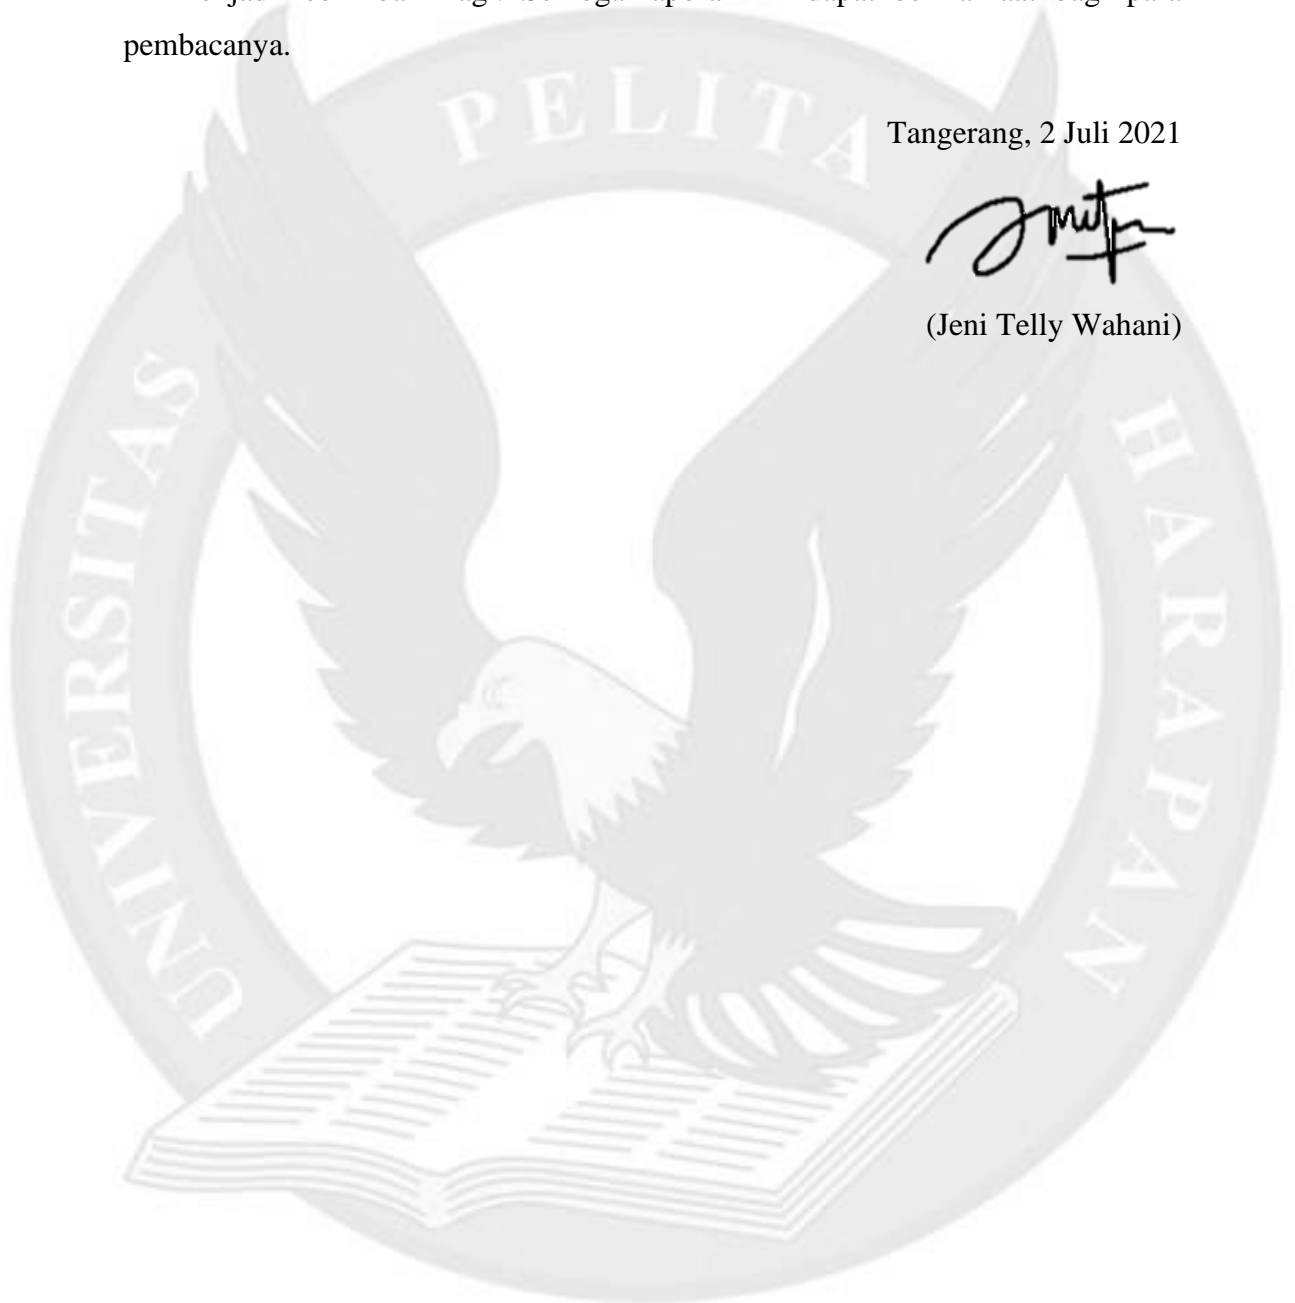 pembacanya.
PELITA
Tangerang, 2 Juli 2021
(Jeni Telly Wahani)
UNIVERSITAS
HARAPAN